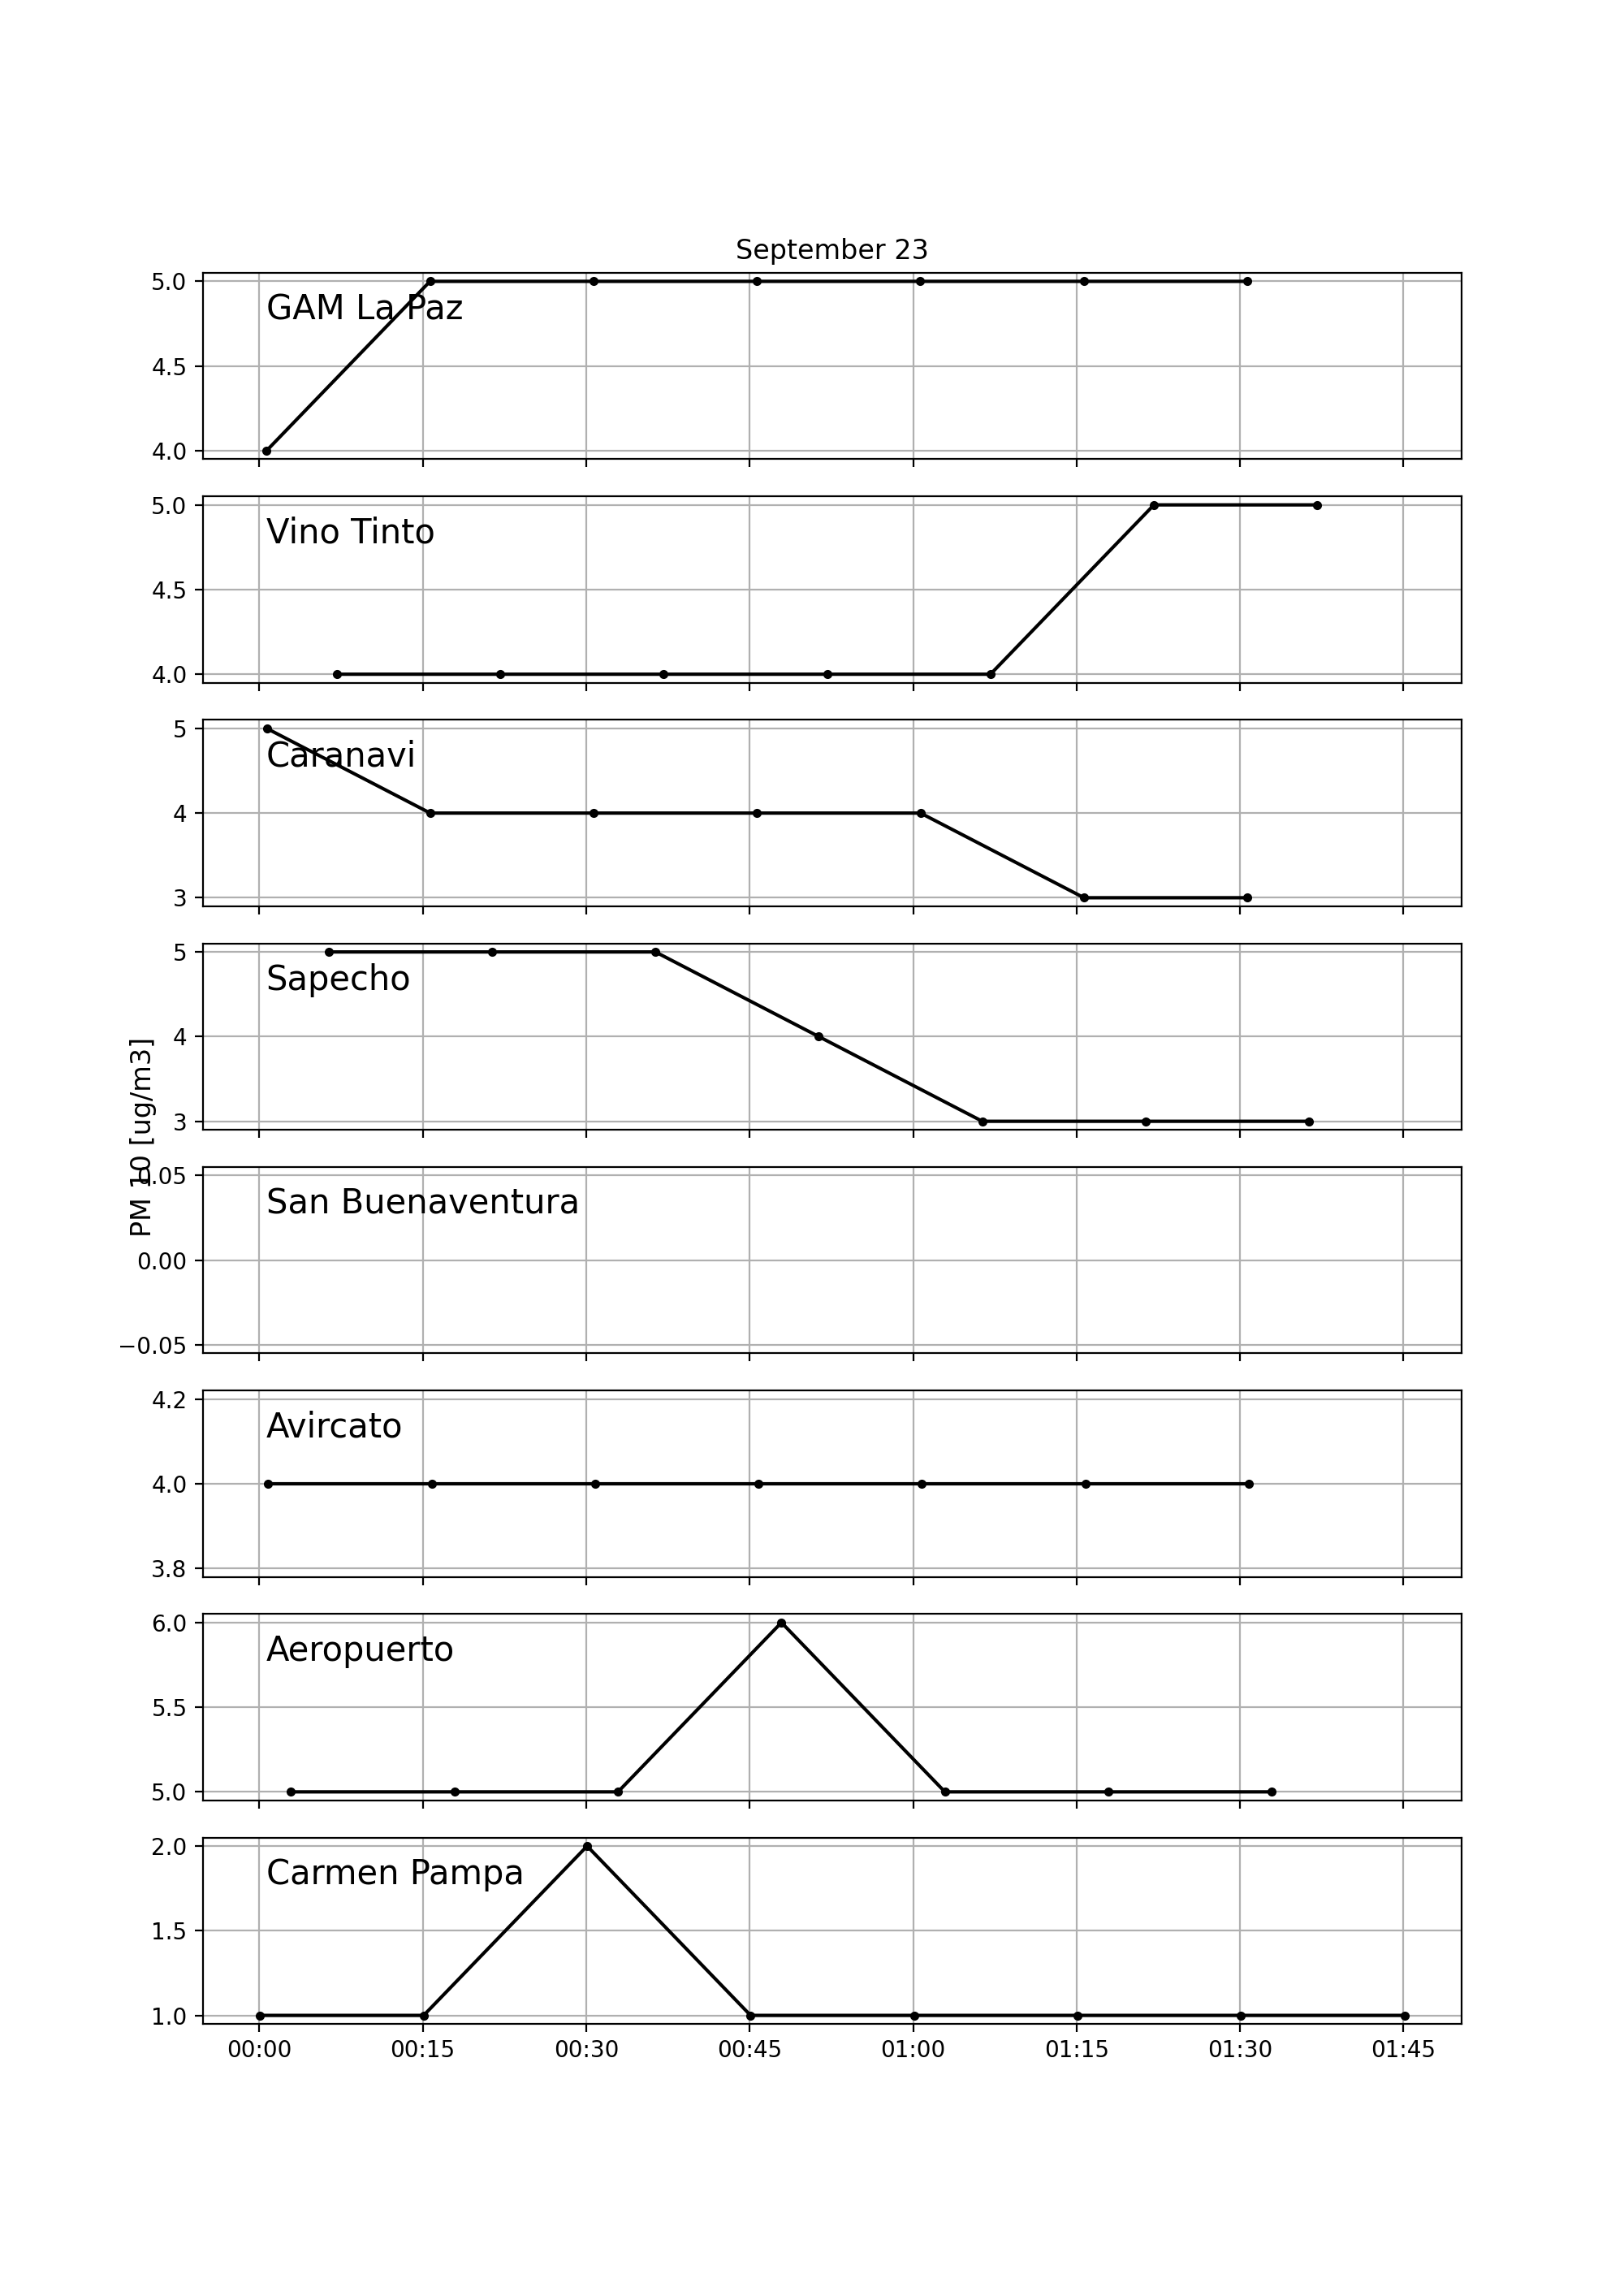 September 23
5.0
GAM La Paz
4.5
4.0
5.0
Vino Tinto
4.5
4.0
5
Caranavi
4
3
5
Sapecho
4
3
PM 10 [ug/m3]
0.05
San Buenaventura
0.00
−0.05
4.2
Avircato
4.0
3.8
6.0
Aeropuerto
5.5
5.0
2.0
Carmen Pampa
1.5
1.0
00:00 00:15 00:30 00:45 01:00 01:15 01:30 01:45